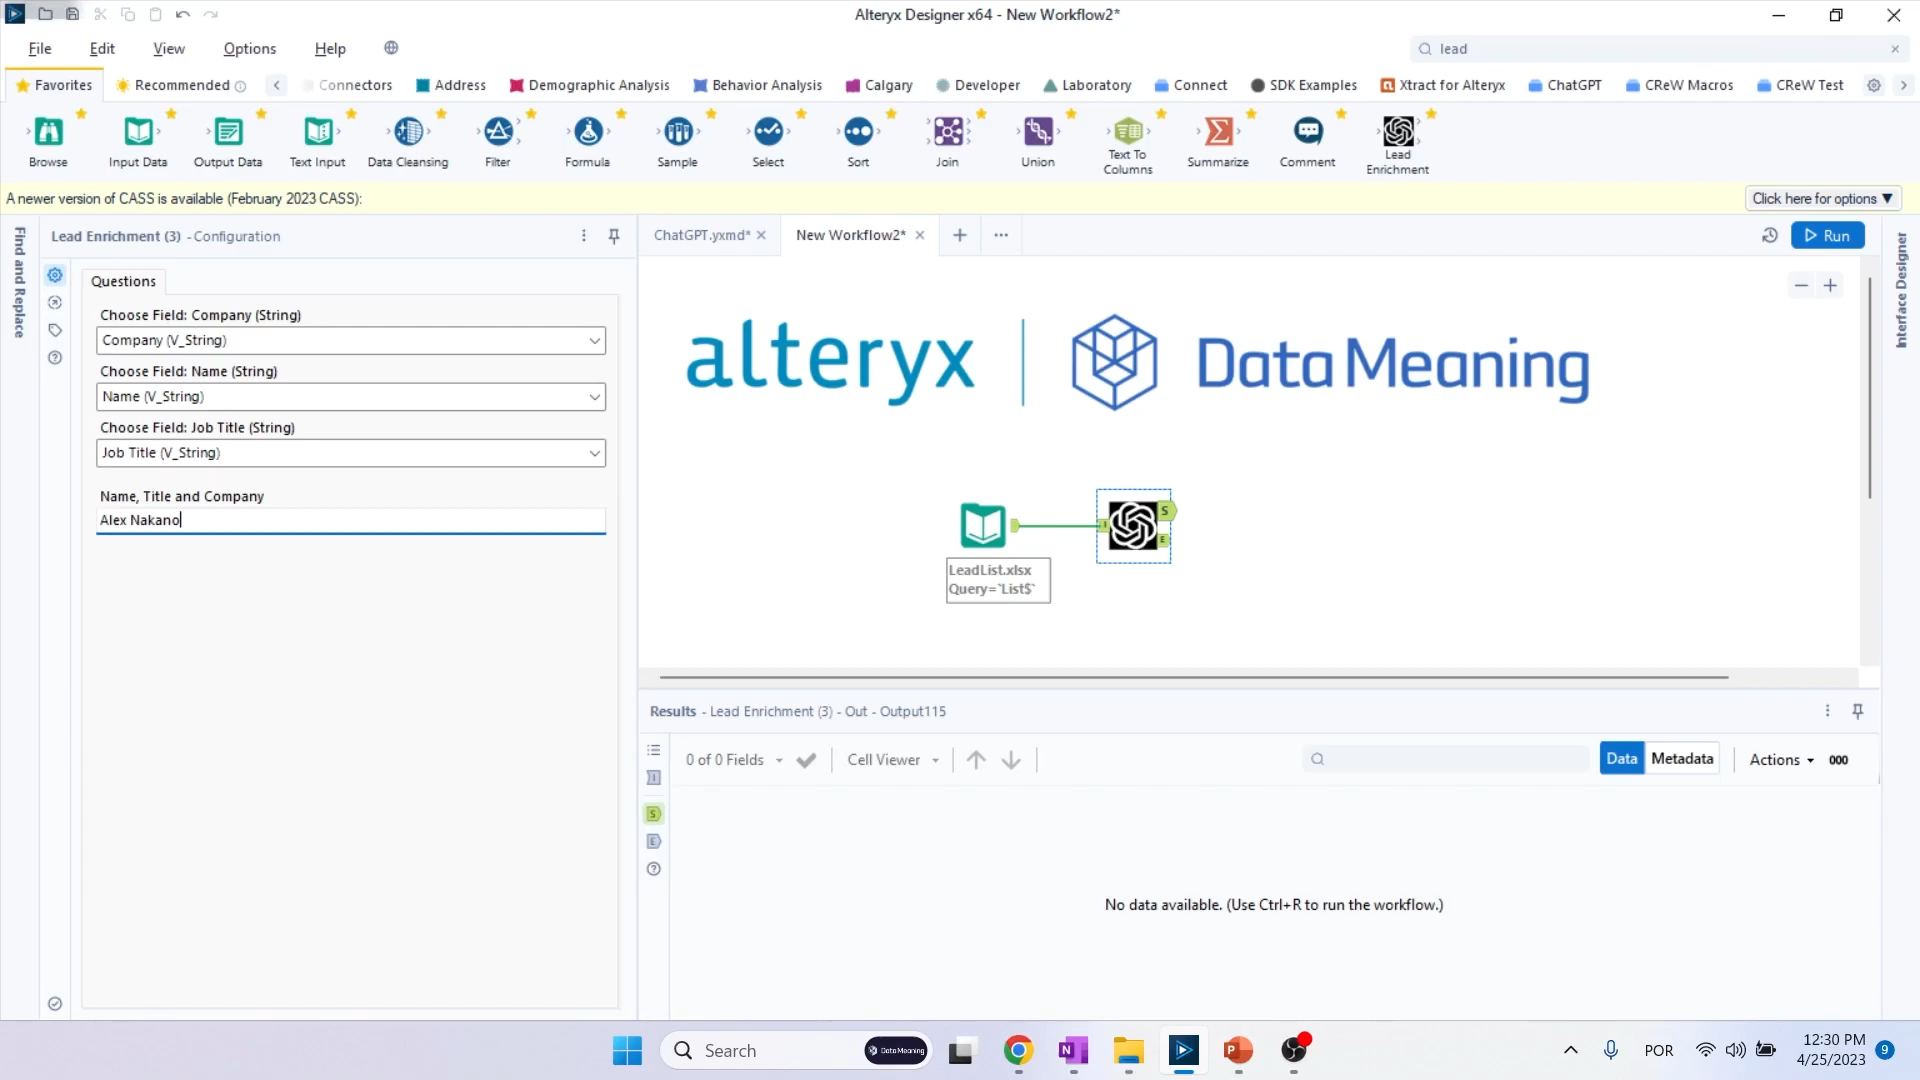 Alteryx Designer x64 - New Workflow2*
File Edit View Options Help
lead
Favorites Recommended Connectors Address Demographic Analysis Behavior Analysis Calgary Developer Laboratory Connect SDK Examples Xtract for Alteryx ChatGPT CReW Macros CReW Test
Browse Input Data Output Data Text Input Data Cleansing Filter Formula Sample Select Sort Join Union Text To Columns Summarize Comment Lead Enrichment
A newer version of CASS is available (February 2023 CASS):
Click here for options ▼
Find and Replace
Lead Enrichment (3) - Configuration
Questions
Choose Field: Company (String)
Company (V_String)
Choose Field: Name (String)
Name (V_String)
Choose Field: Job Title (String)
Job Title (V_String)
Name, Title and Company
Alex Nakano
ChatGPT.yxmd*
New Workflow2*
Run
Interface Designer
alteryx | Data Meaning
I
S
E
LeadList.xlsx
Query=`List$`
Results - Lead Enrichment (3) - Out - Output115
0 of 0 Fields
Cell Viewer
Data Metadata
Actions
000
I
S
E
No data available. (Use Ctrl+R to run the workflow.)
Search
Data Meaning
N
P
POR
12:30 PM
4/25/2023
9